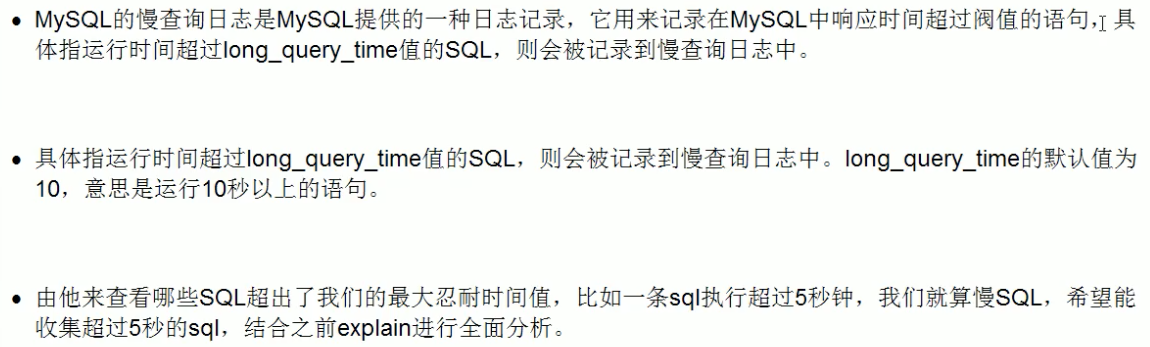 ● MySQL的慢查询日志是MySQL提供的一种日志记录，它用来记录在MySQL中响应时间超过阀值的语句，具
体指运行时间超过long_query_time值的SQL，则会被记录到慢查询日志中。
● 具体指运行时间超过long_query_time值的SQL，则会被记录到慢查询日志中。long_query_time的默认值为
10，意思是运行10秒以上的语句。
● 由他来查看哪些SQL超出了我们的最大忍耐时间值，比如一条sql执行超过5秒钟，我们就算慢SQL，希望能
收集超过5秒的sql，结合之前explain进行全面分析。